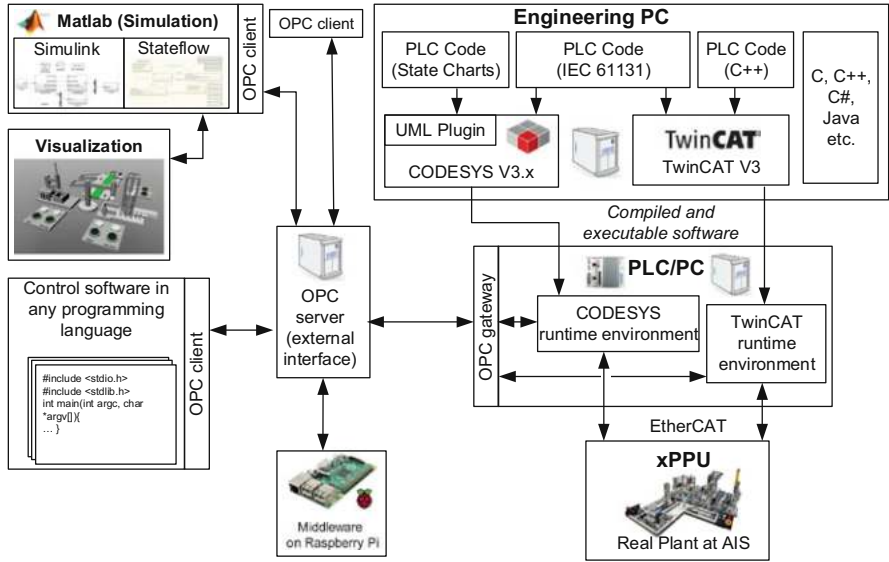 Matlab (Simulation)
Simulink
Stateflow
OPC client
OPC client
Visualization
Control software in
any programming
language
#include <stdio.h>
#include <stdlib.h>
int main(int argc, char
*argv[]){
... }
OPC client
OPC
server
(external
interface)
Middleware
on Raspberry Pi
Engineering PC
PLC Code
(State Charts)
PLC Code
(IEC 61131)
PLC Code
(C++)
C, C++,
C#,
Java
etc.
UML Plugin
CODESYS V3.x
TwinCAT
TwinCAT V3
Compiled and
executable software
OPC gateway
PLC/PC
CODESYS
runtime environment
TwinCAT
runtime
environment
EtherCAT
xPPU
Real Plant at AIS